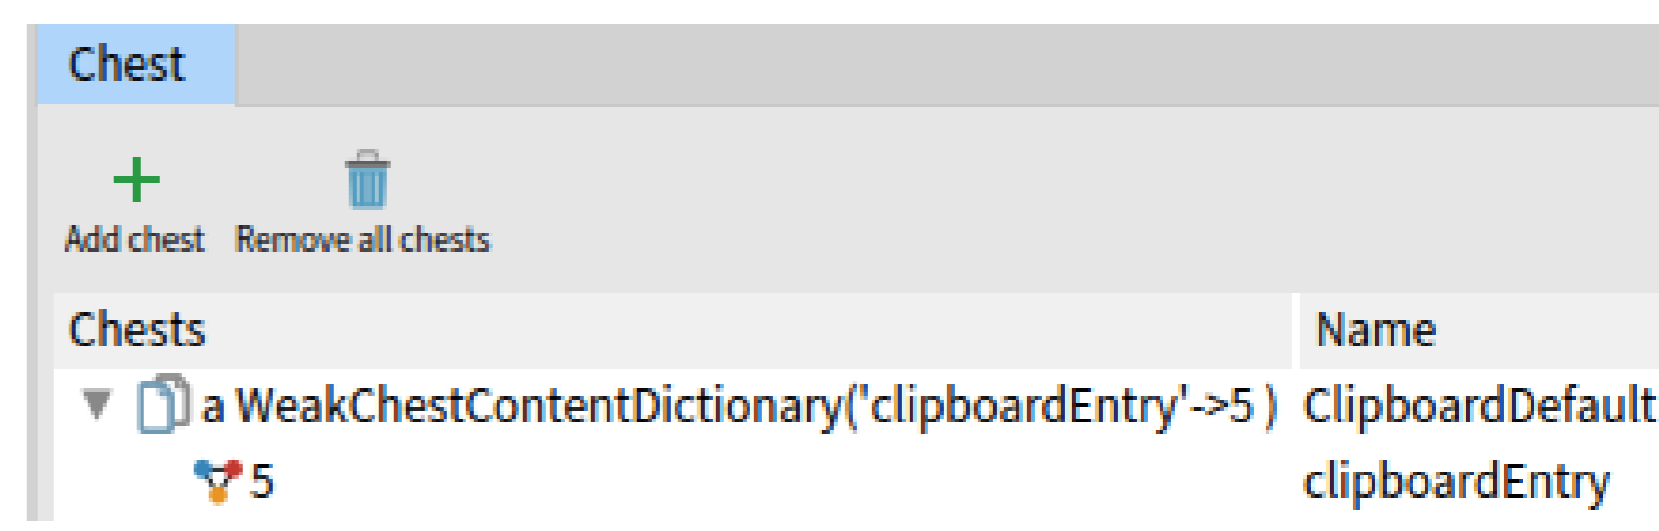 Chest
Add chest Remove all chests
Chests Name
a WeakChestContentDictionary('clipboardEntry'->5 ) ClipboardDefault
5 clipboardEntry